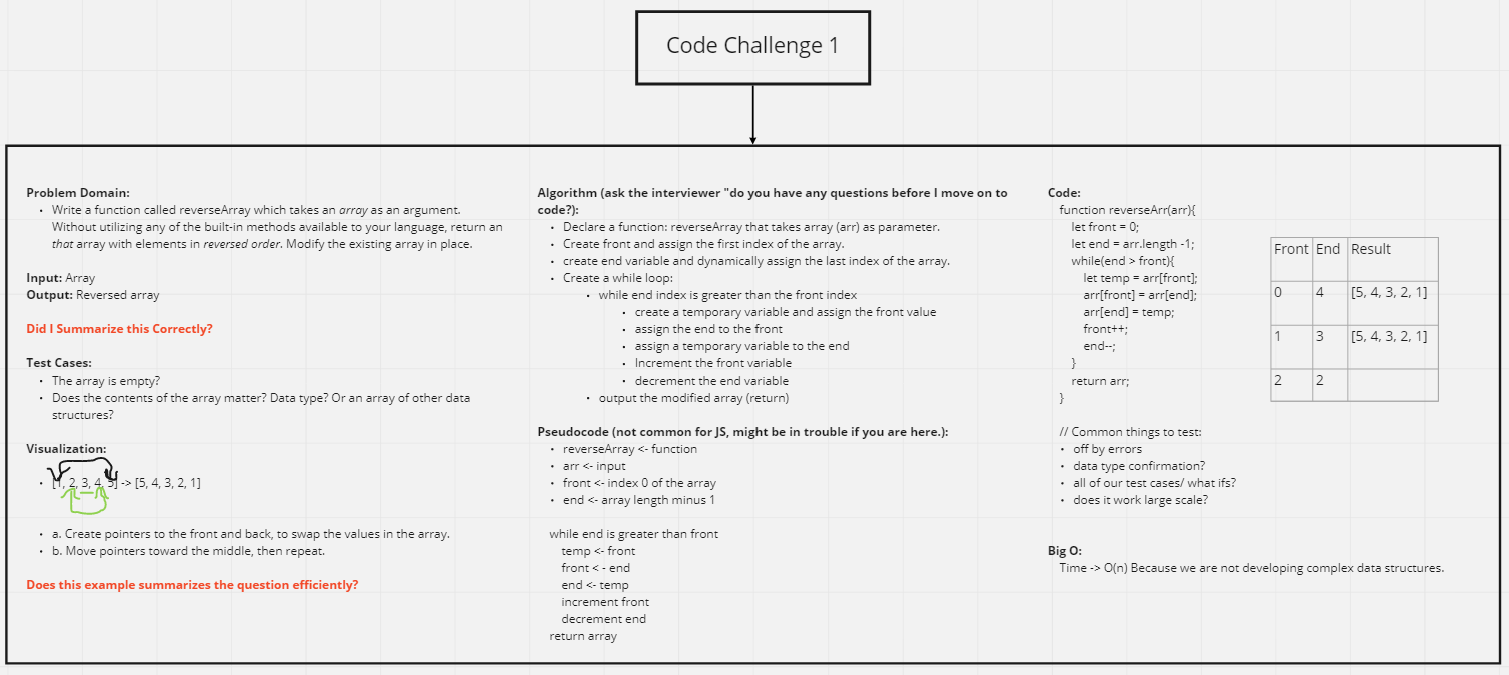 Code Challenge 1
Problem Domain:
• Write a function called reverseArray which takes an array as an argument.
Without utilizing any of the built-in methods available to your language, return an
that array with elements in reversed order. Modify the existing array in place.
Input: Array
Output: Reversed array
Did I Summarize this Correctly?
Test Cases:
• The array is empty?
• Does the contents of the array matter? Data type? Or an array of other data
structures?
Visualization:
• [1, 2, 3, 4, 5] -> [5, 4, 3, 2, 1]
• a. Create pointers to the front and back, to swap the values in the array.
• b. Move pointers toward the middle, then repeat.
Does this example summarizes the question efficiently?
Algorithm (ask the interviewer "do you have any questions before I move on to
code?):
• Declare a function: reverseArray that takes array (arr) as parameter.
• Create front and assign the first index of the array.
• create end variable and dynamically assign the last index of the array.
• Create a while loop:
• while end index is greater than the front index
• create a temporary variable and assign the front value
• assign the end to the front
• assign a temporary variable to the end
• Increment the front variable
• decrement the end variable
• output the modified array (return)
Pseudocode (not common for JS, might be in trouble if you are here.):
• reverseArray <- function
• arr <- input
• front <- index 0 of the array
• end <- array length minus 1
while end is greater than front
temp <- front
front < - end
end <- temp
increment front
decrement end
return array
Code:
function reverseArr(arr){
let front = 0;
let end = arr.length -1;
while(end > front){
let temp = arr[front];
arr[front] = arr[end];
arr[end] = temp;
front++;
end--;
}
return arr;
}
// Common things to test:
• off by errors
• data type confirmation?
• all of our test cases/ what ifs?
• does it work large scale?
Big O:
Time -> O(n) Because we are not developing complex data structures.
Front End Result
0 4 [5, 4, 3, 2, 1]
1 3 [5, 4, 3, 2, 1]
2 2